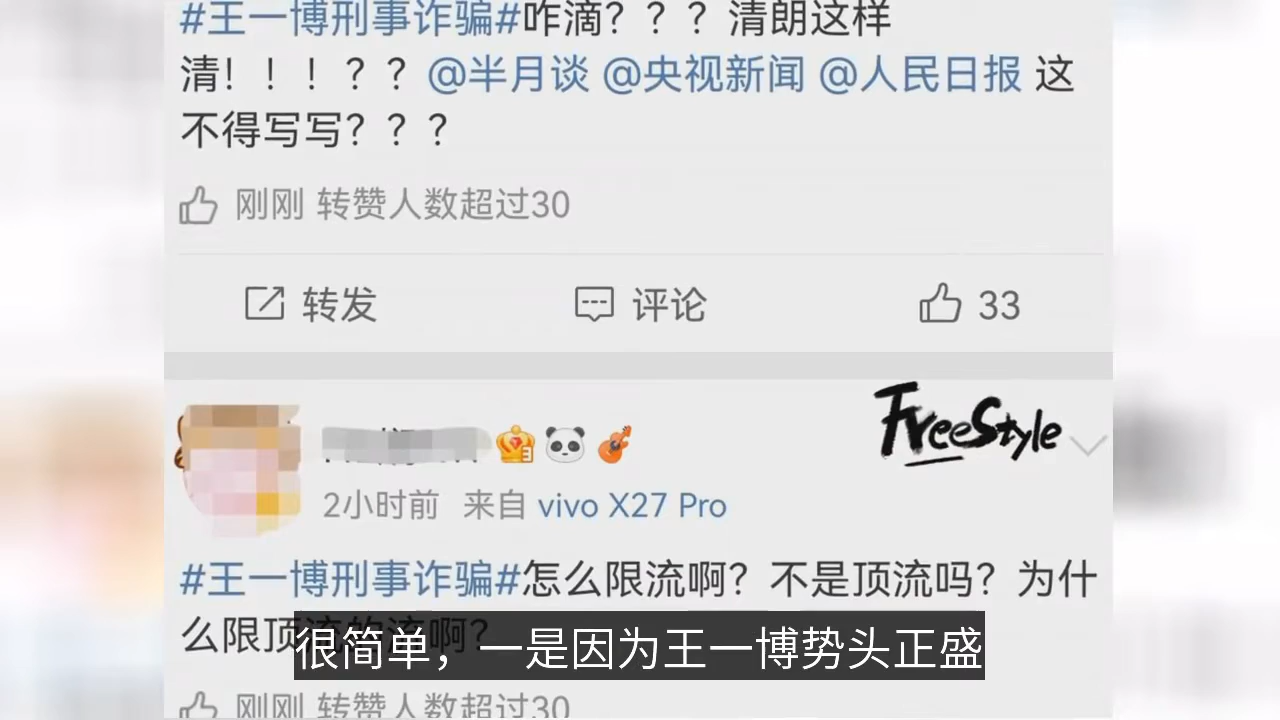 #王一博刑事诈骗#咋滴？？？清朗这样
清！！！？？@半月谈 @央视新闻 @人民日报 这
不得写写？？？
刚刚 转赞人数超过30
转发 评论 33
FreeStyle
3
2小时前 来自 vivo X27 Pro
#王一博刑事诈骗#怎么限流啊？不是顶流吗？为什
么限顶流的流啊？
很简单，一是因为王一博势头正盛
刚刚 转赞人数超过30